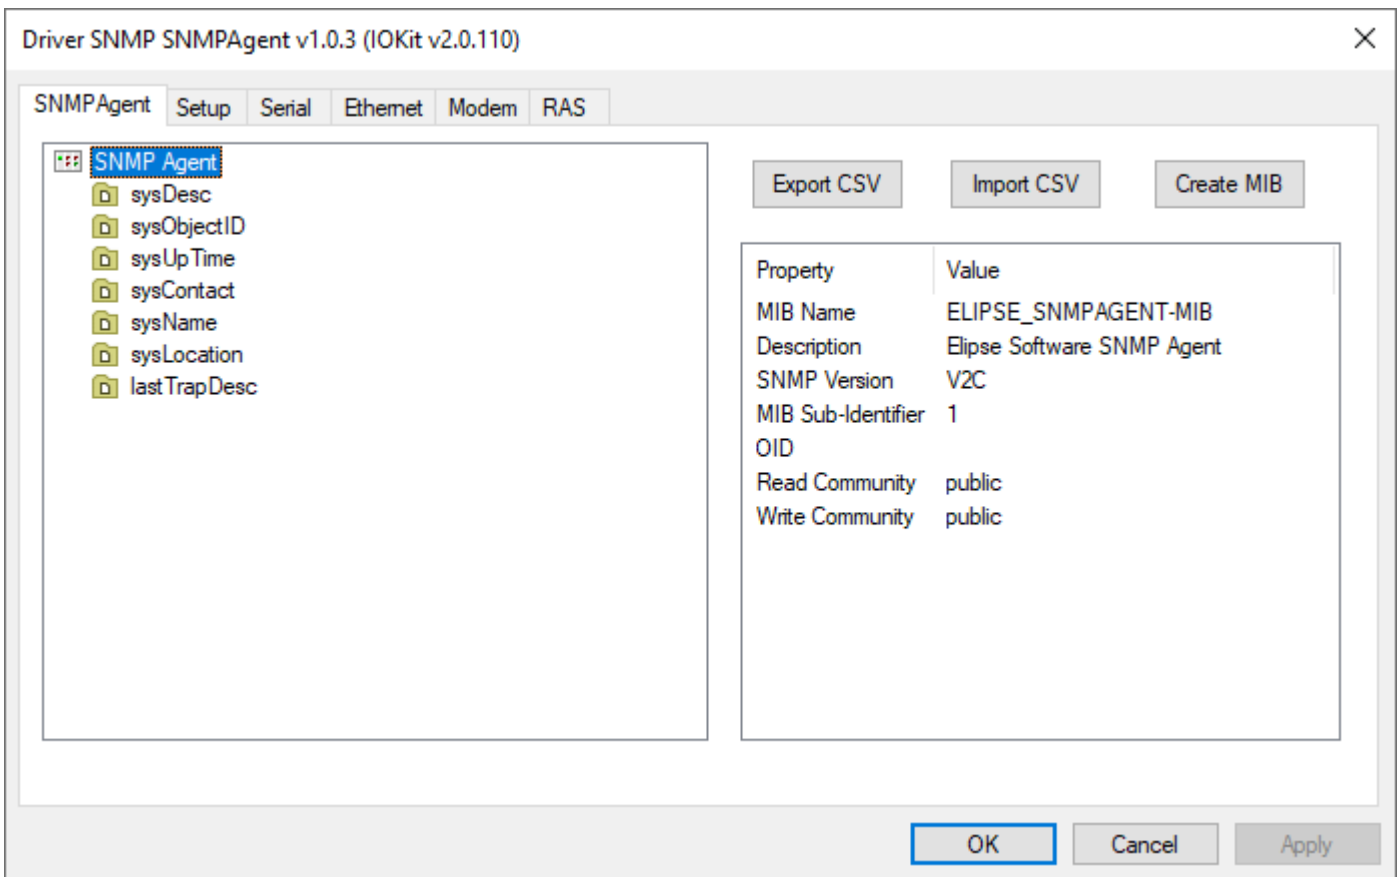 Driver SNMP SNMPAgent v1.0.3 (IOKit v2.0.110)
SNMPAgent Setup Serial Ethernet Modem RAS
SNMP Agent
sysDesc
sysObjectID
sysUpTime
sysContact
sysName
sysLocation
lastTrapDesc
Export CSV Import CSV Create MIB
Property Value
MIB Name ELIPSE_SNMPAGENT-MIB
Description Elipse Software SNMP Agent
SNMP Version V2C
MIB Sub-Identifier 1
OID
Read Community public
Write Community public
OK Cancel Apply